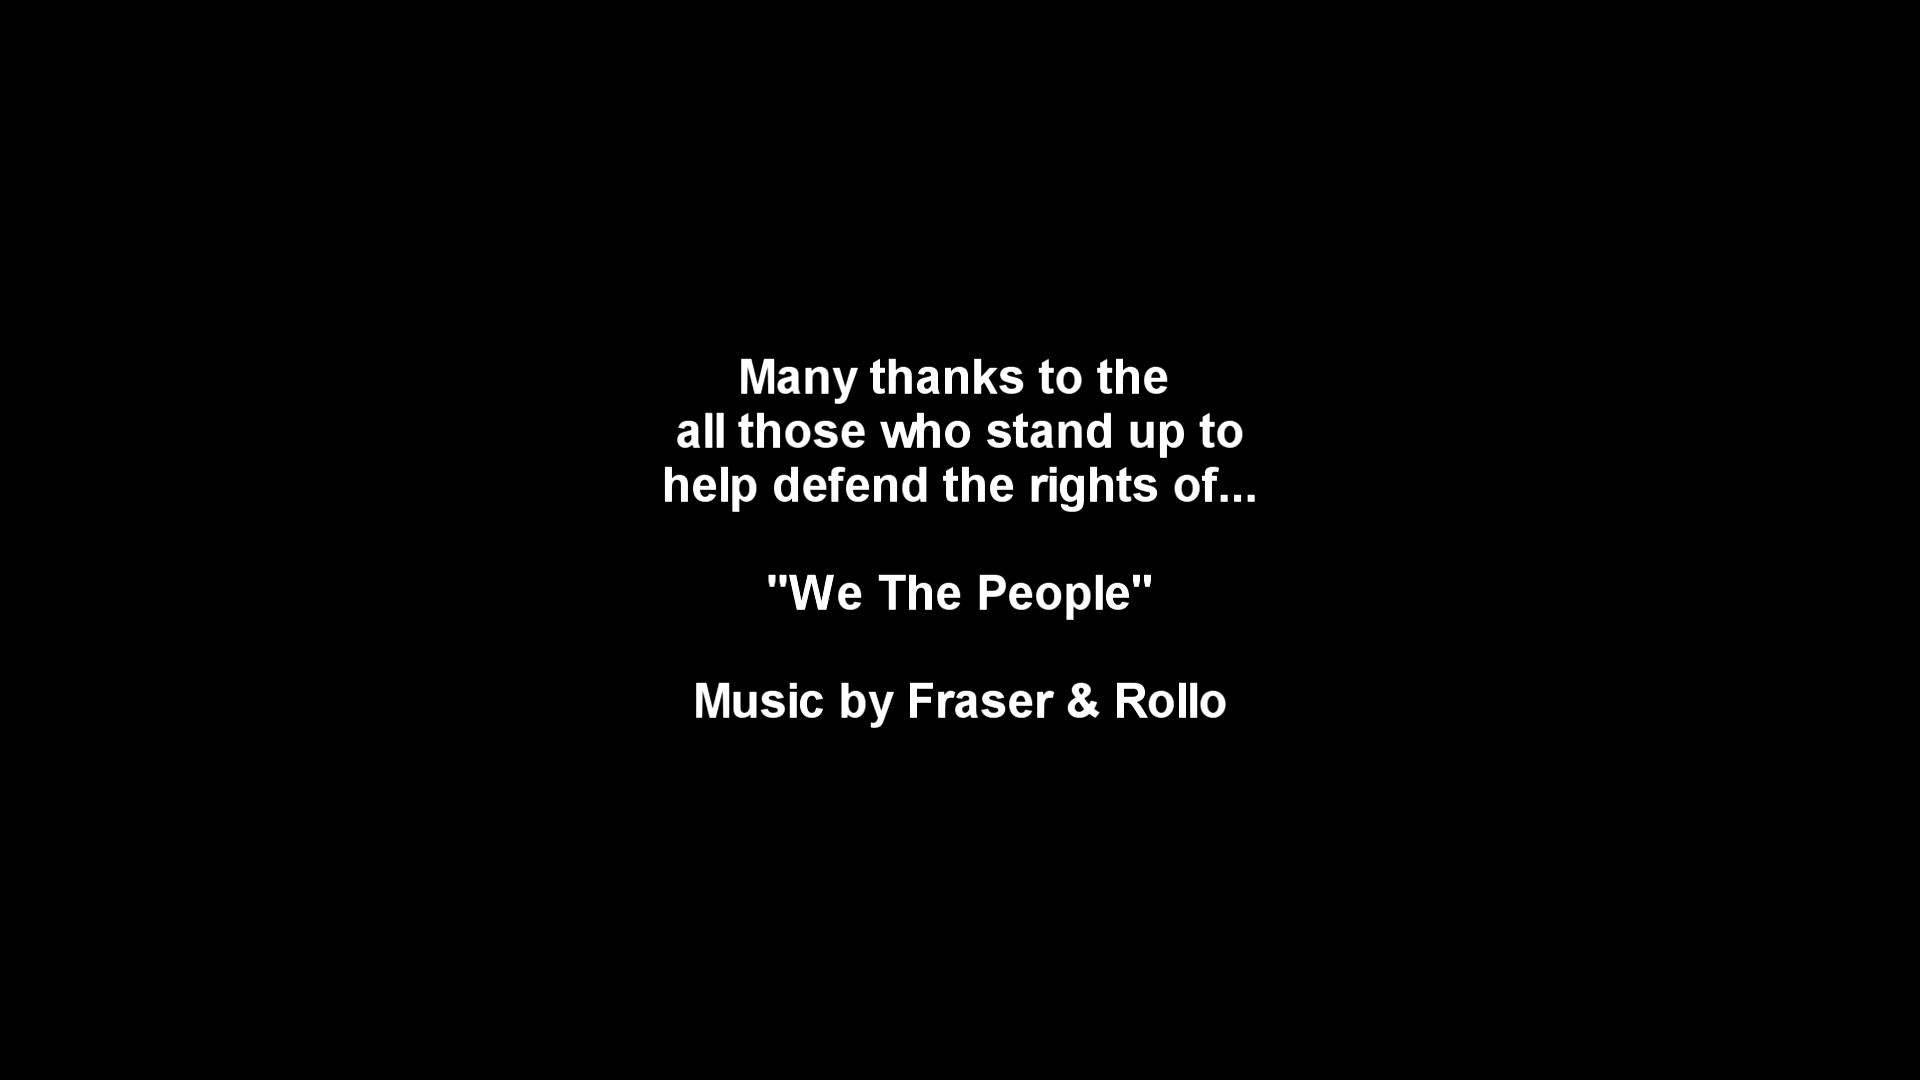 Many thanks to the
all those who stand up to
help defend the rights of...
"We The People"
Music by Fraser & Rollo